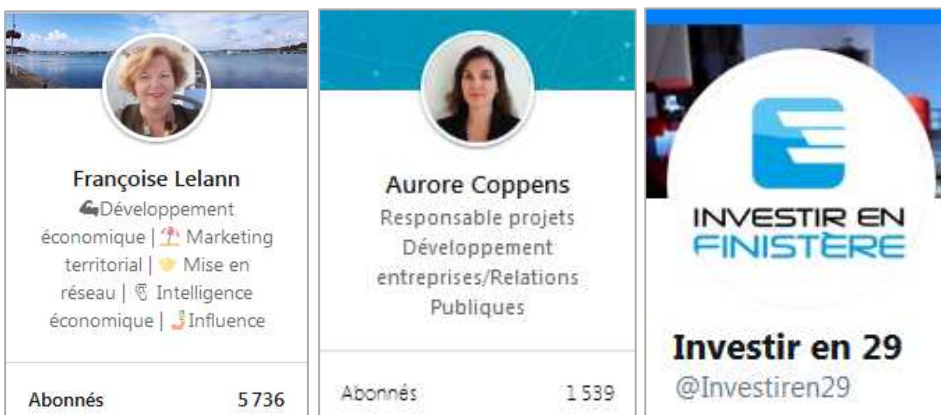 Françoise Lelann
💪Développement
économique | ⛱ Marketing
territorial | 🤝 Mise en
réseau | 👂 Intelligence
économique | 🤳Influence
Abonnés 5 736
Aurore Coppens
Responsable projets
Développement
entreprises/Relations
Publiques
Abonnés 1 539
INVESTIR EN
FINISTÈRE
Investir en 29
@Investiren29